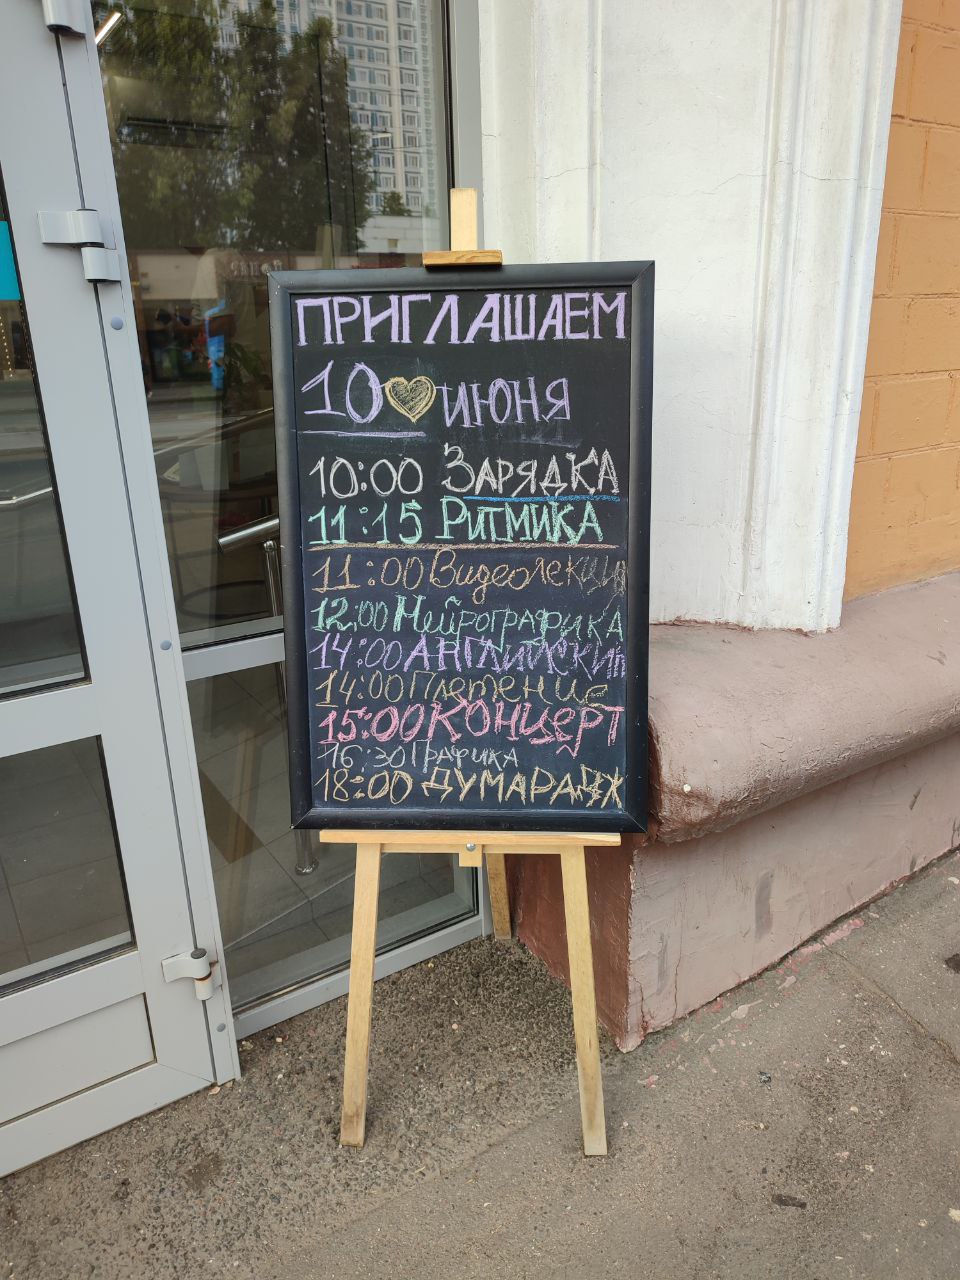 ПРИГЛАШАЕМ
10 ИЮНЯ
10:00 ЗАРЯДКА
11:15 РИТМИКА
11:00 Видеолекция
12:00 Нейрографика
14:00 Английский
14:00 Плетение
15:00 Концерт
16:30 Графика
18:00 ДУМАРАДЖ